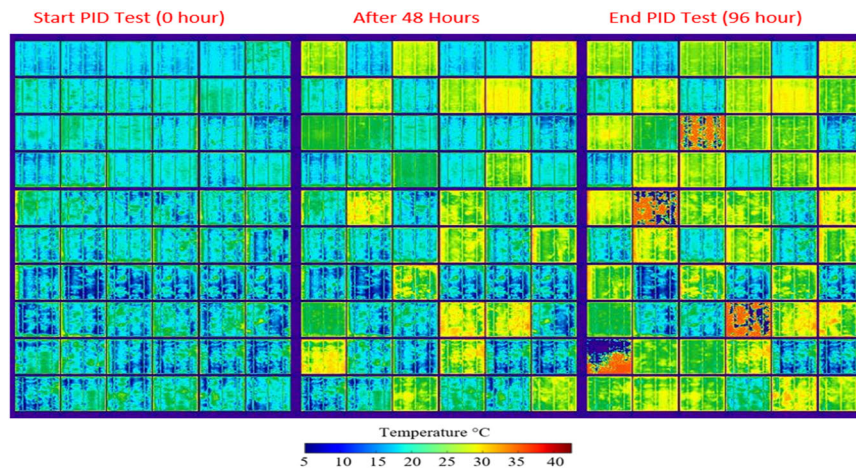 Start PID Test (0 hour) After 48 Hours End PID Test (96 hour)
Temperature °C
5 10 15 20 25 30 35 40